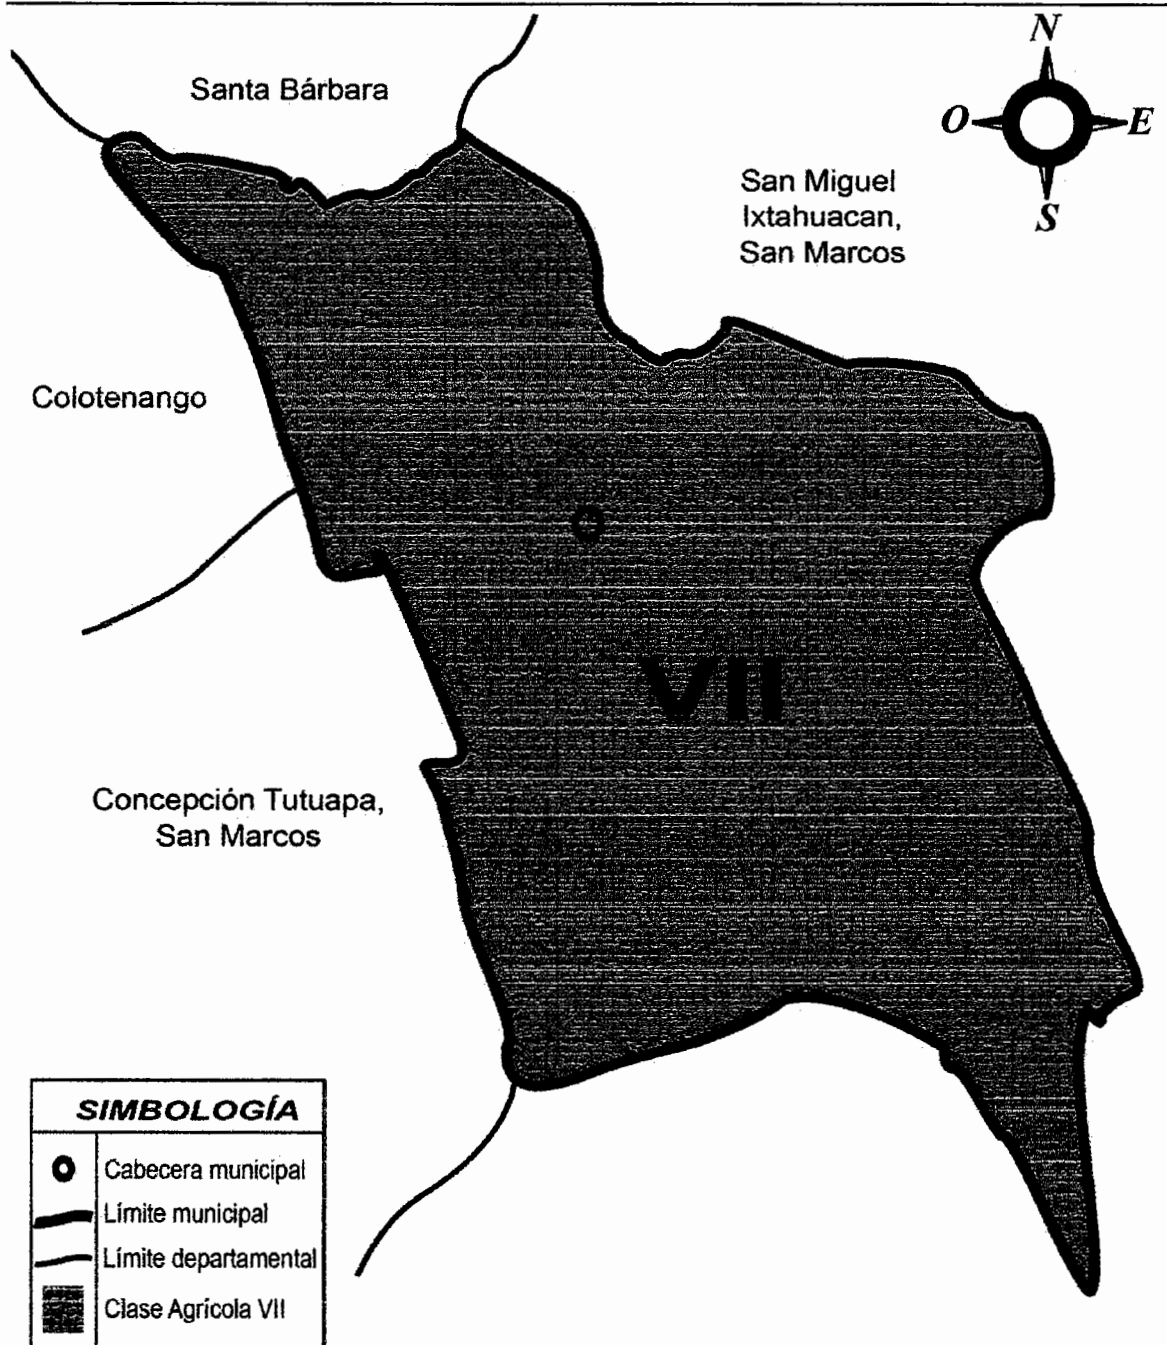 N
Santa Bárbara
O
E
San Miguel
Ixtahuacan,
San Marcos
S
Colotenango
VII
Concepción Tutuapa,
San Marcos
SIMBOLOGÍA
Cabecera municipal
Límite municipal
Límite departamental
Clase Agrícola VII